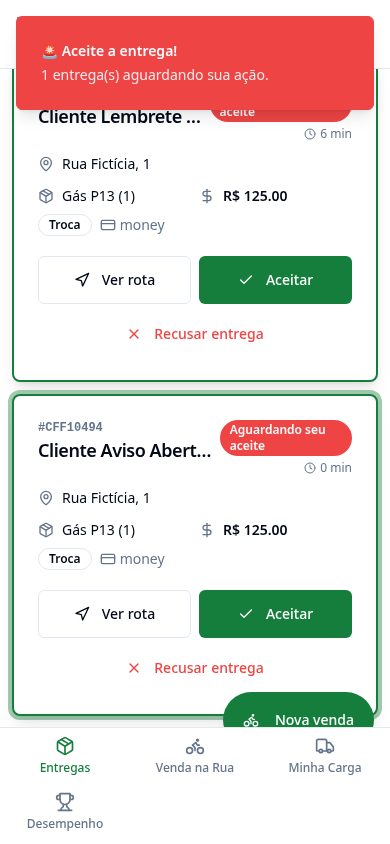 🚨 Aceite a entrega!
1 entrega(s) aguardando sua ação.
Cliente Lembrete ...
aceite
6 min
Rua Fictícia, 1
Gás P13 (1)
R$ 125.00
Troca
money
Ver rota
Aceitar
Recusar entrega
#CFF10494
Aguardando seu
aceite
Cliente Aviso Abert...
0 min
Rua Fictícia, 1
Gás P13 (1)
R$ 125.00
Troca
money
Ver rota
Aceitar
Recusar entrega
Nova venda
Entregas
Venda na Rua
Minha Carga
Desempenho